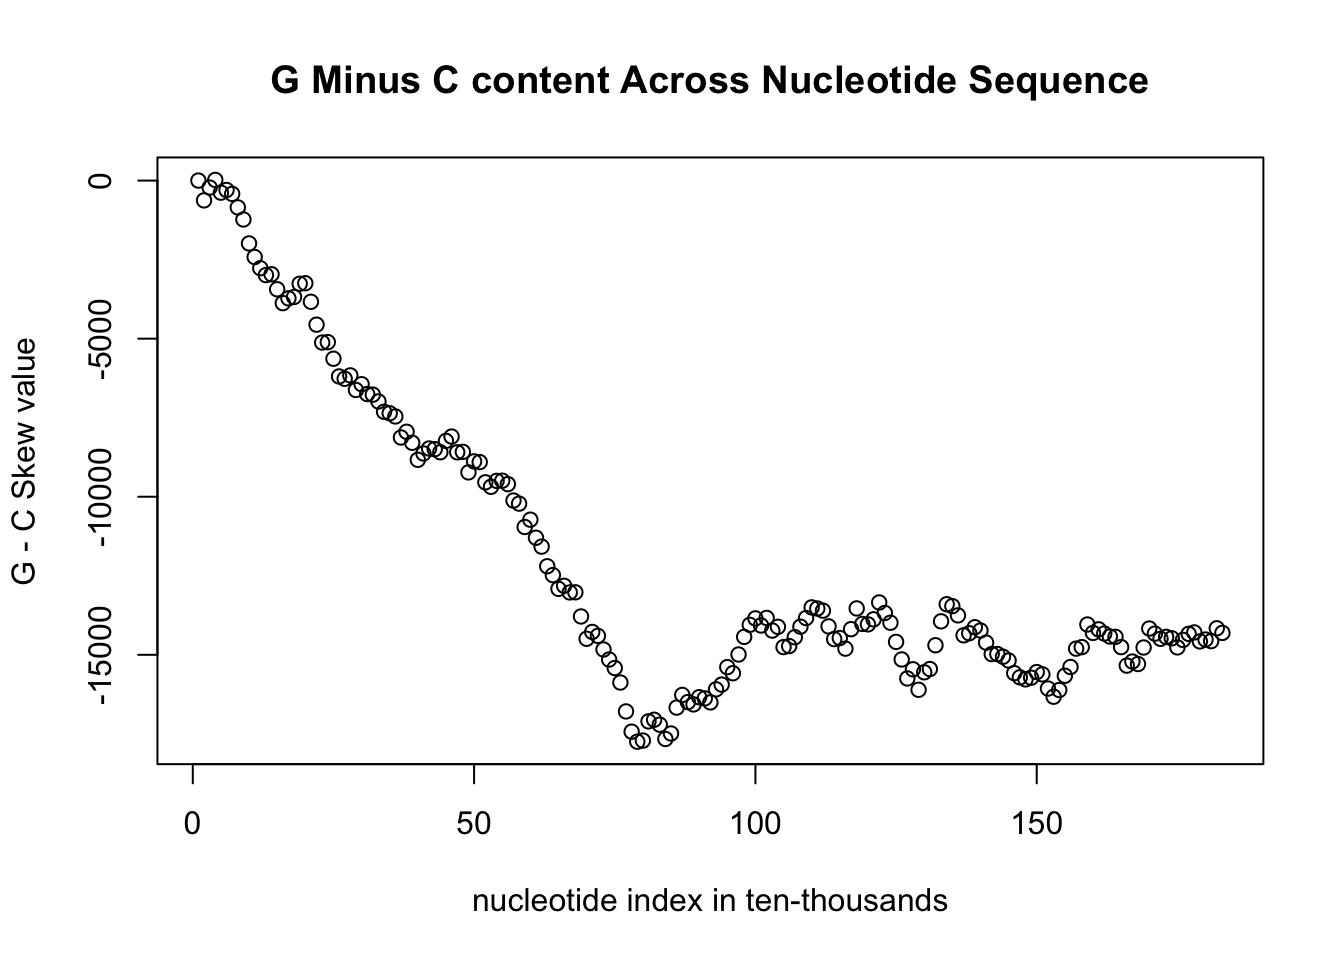 G Minus C content Across Nucleotide Sequence
0
-5000
-10000
-15000
G - C Skew value
0 50 100 150
nucleotide index in ten-thousands